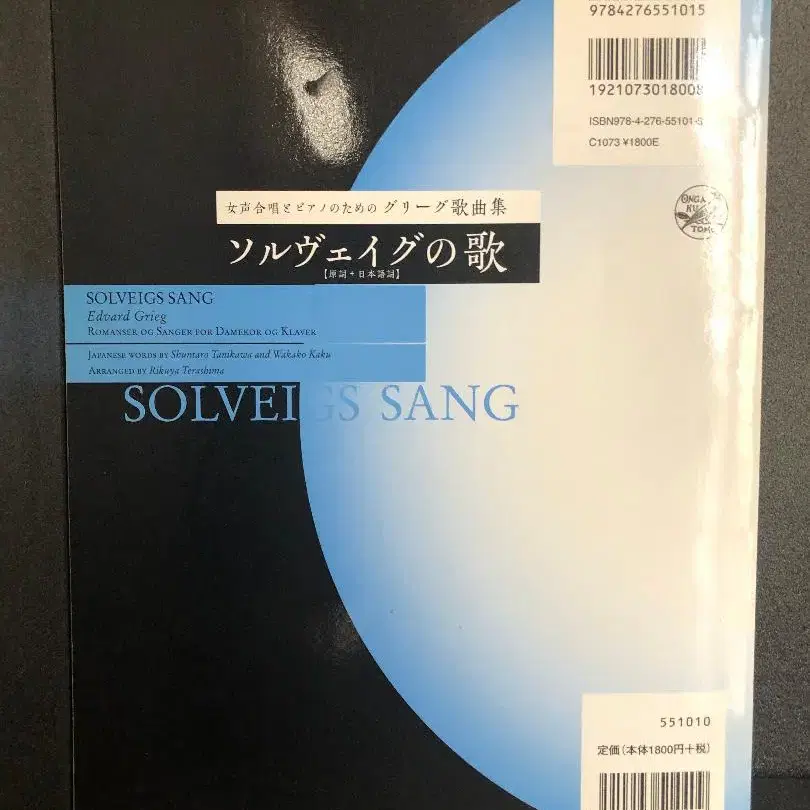 9784276551015
1921073018008
ISBN978-4-276-55101-5
C1073 ¥1800E
ONGA
KU
TOMO
女声合唱とピアノのための グリーグ歌曲集
ソルヴェイグの歌
【原詞+日本語詞】
SOLVEIGS SANG
Edvard Grieg
ROMANSER OG SANGER FOR DAMEKOR OG KLAVER
JAPANESE WORDS BY Shuntaro Tanikawa and Wakako Kaku
ARRANGED BY Rikuya Terashima
SOLVEIGS SANG
551010
定価(本体1800円+税)